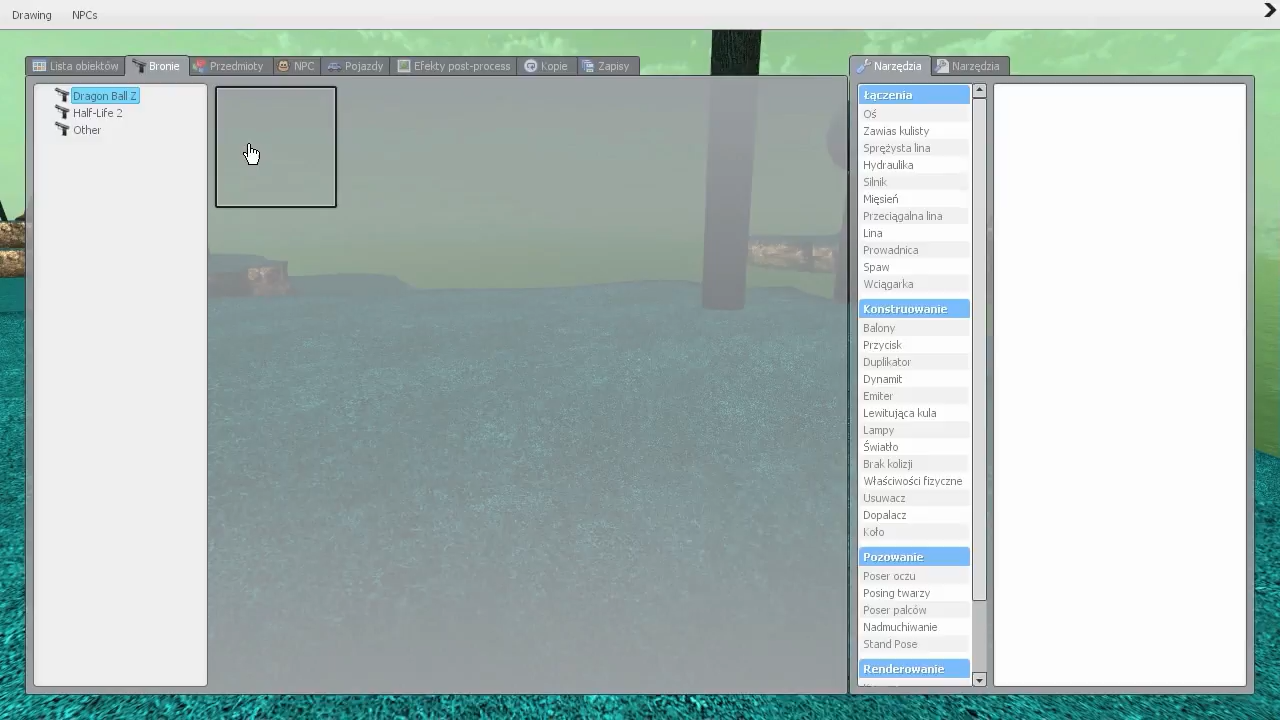 Drawing NPCs
Lista obiektów Bronie Przedmioty NPC Pojazdy Efekty post-process Kopie Zapisy
Dragon Ball Z
Half-Life 2
Other
Narzędzia Narzędzia
Łączenia
Oś
Zawias kulisty
Sprężysta lina
Hydraulika
Silnik
Mięsień
Przeciągalna lina
Lina
Prowadnica
Spaw
Wciągarka
Konstruowanie
Balony
Przycisk
Duplikator
Dynamit
Emiter
Lewitująca kula
Lampy
Światło
Brak kolizji
Właściwości fizyczne
Usuwacz
Dopalacz
Koło
Pozowanie
Poser oczu
Posing twarzy
Poser palców
Nadmuchiwanie
Stand Pose
Renderowanie